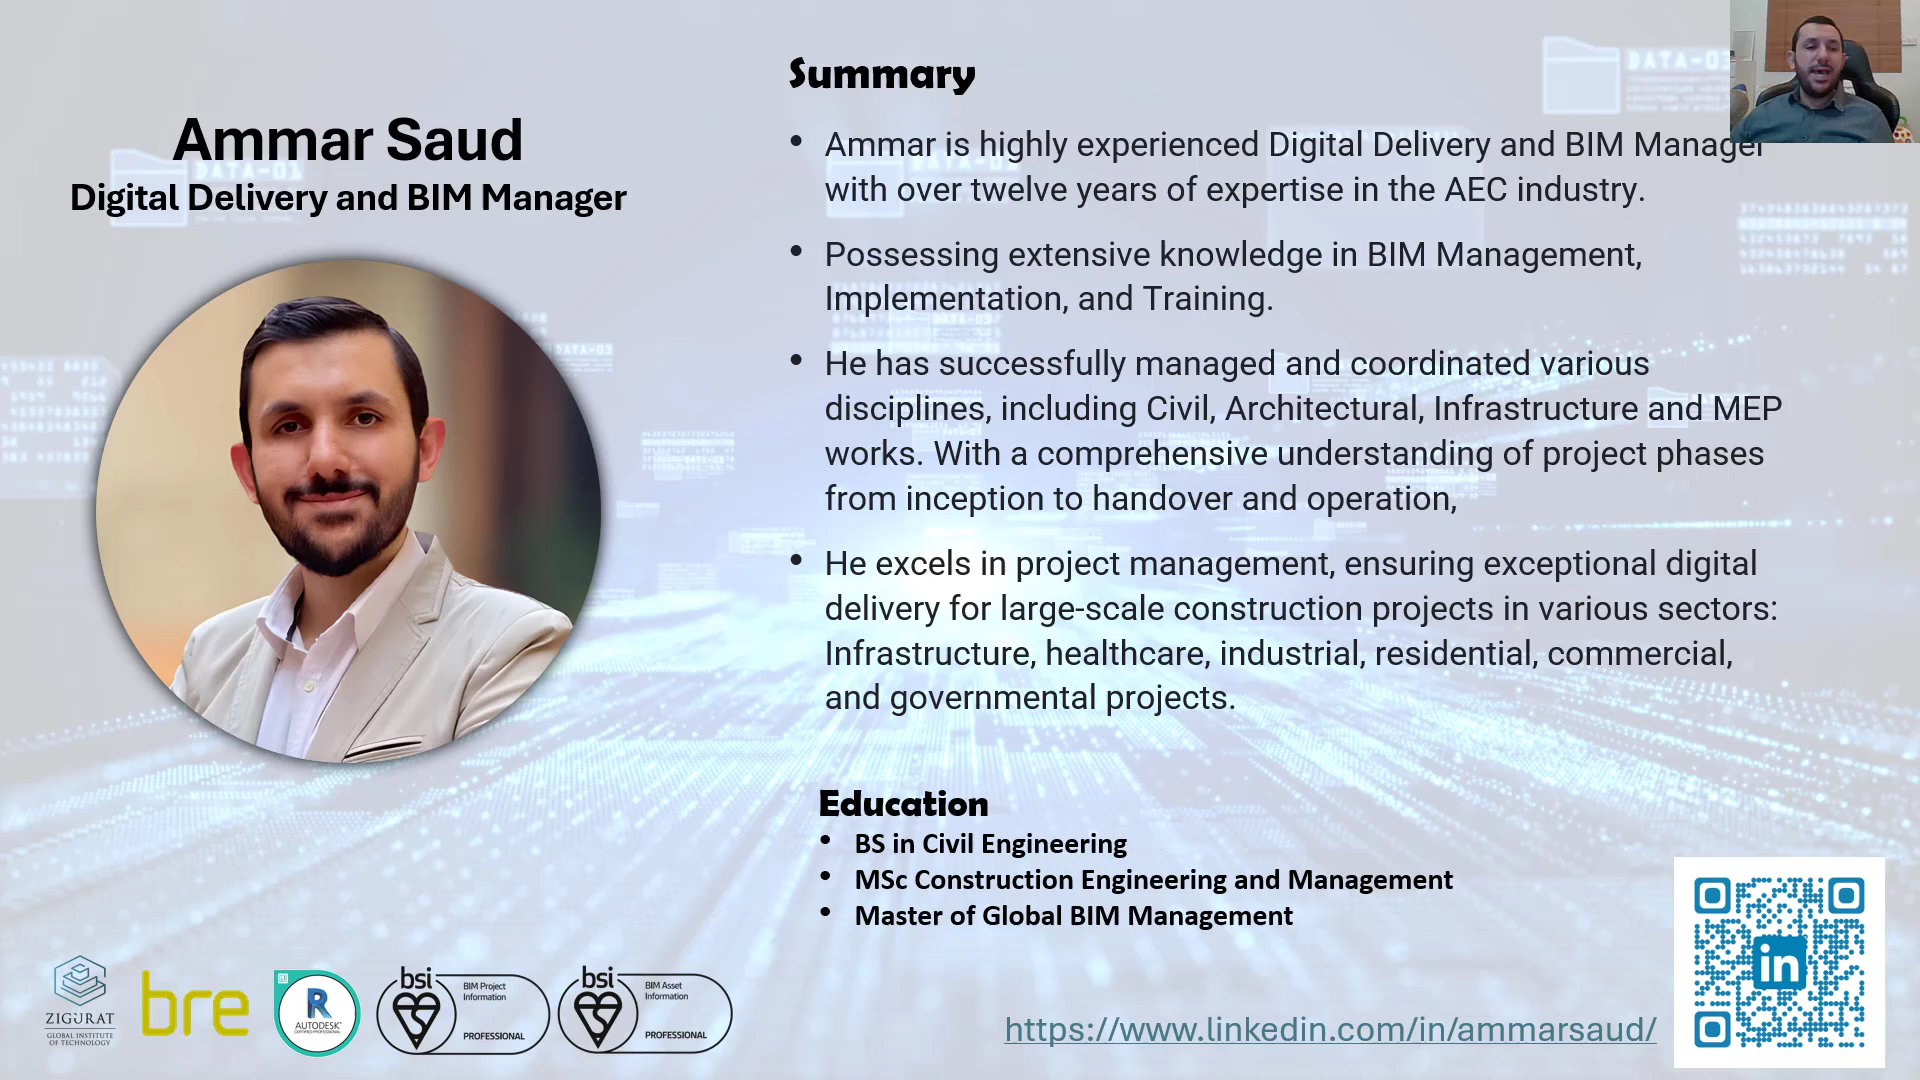 Ammar Saud
Digital Delivery and BIM Manager
Summary
• Ammar is highly experienced Digital Delivery and BIM Manager
with over twelve years of expertise in the AEC industry.
• Possessing extensive knowledge in BIM Management,
Implementation, and Training.
• He has successfully managed and coordinated various
disciplines, including Civil, Architectural, Infrastructure and MEP
works. With a comprehensive understanding of project phases
from inception to handover and operation,
• He excels in project management, ensuring exceptional digital
delivery for large-scale construction projects in various sectors:
Infrastructure, healthcare, industrial, residential, commercial,
and governmental projects.
Education
• BS in Civil Engineering
• MSc Construction Engineering and Management
• Master of Global BIM Management
ZIGURAT
GLOBAL INSTITUTE
OF TECHNOLOGY
bre
R
AUTODESK
CERTIFIED PROFESSIONAL
bsi
BIM Project
Information
PROFESSIONAL
bsi
BIM Asset
Information
PROFESSIONAL
https://www.linkedin.com/in/ammarsaud/
in
DATA-01
DATA-03